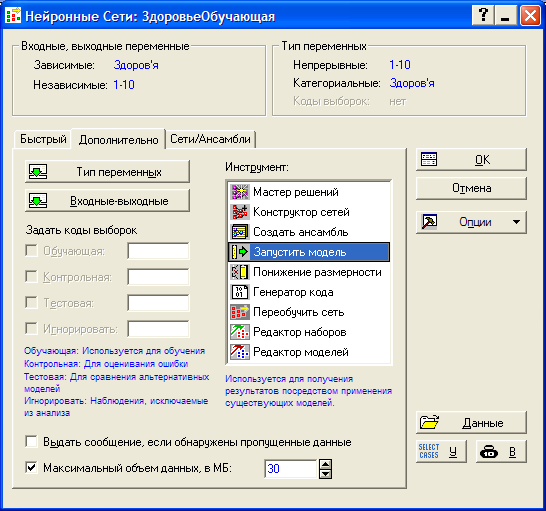 Нейронные Сети: ЗдоровьеОбучающая
Входные, выходные переменные
Зависимые: Здоров'я
Независимые: 1-10
Тип переменных
Непрерывные: 1-10
Категориальные: Здоров'я
Коды выборок: нет
Быстрый Дополнительно Сети/Ансамбли
Тип переменных
Входные-выходные
Задать коды выборок
Обучающая:
Контрольная:
Тестовая:
Игнорировать:
Обучающая: Используется для обучения
Контрольная: Для оценивания ошибки
Тестовая: Для сравнения альтернативных
моделей
Игнорировать: Наблюдения, исключаемые
из анализа
Инструмент:
Мастер решений
Конструктор сетей
Создать ансамбль
Запустить модель
Понижение размерности
Генератор кода
Переобучить сеть
Редактор наборов
Редактор моделей
Используется для получения
результатов посредством применения
существующих моделей.
Выдать сообщение, если обнаружены пропущенные данные
Максимальный объем данных, в МБ: 30
OK
Отмена
Опции
Данные
SELECT
CASES
У
В